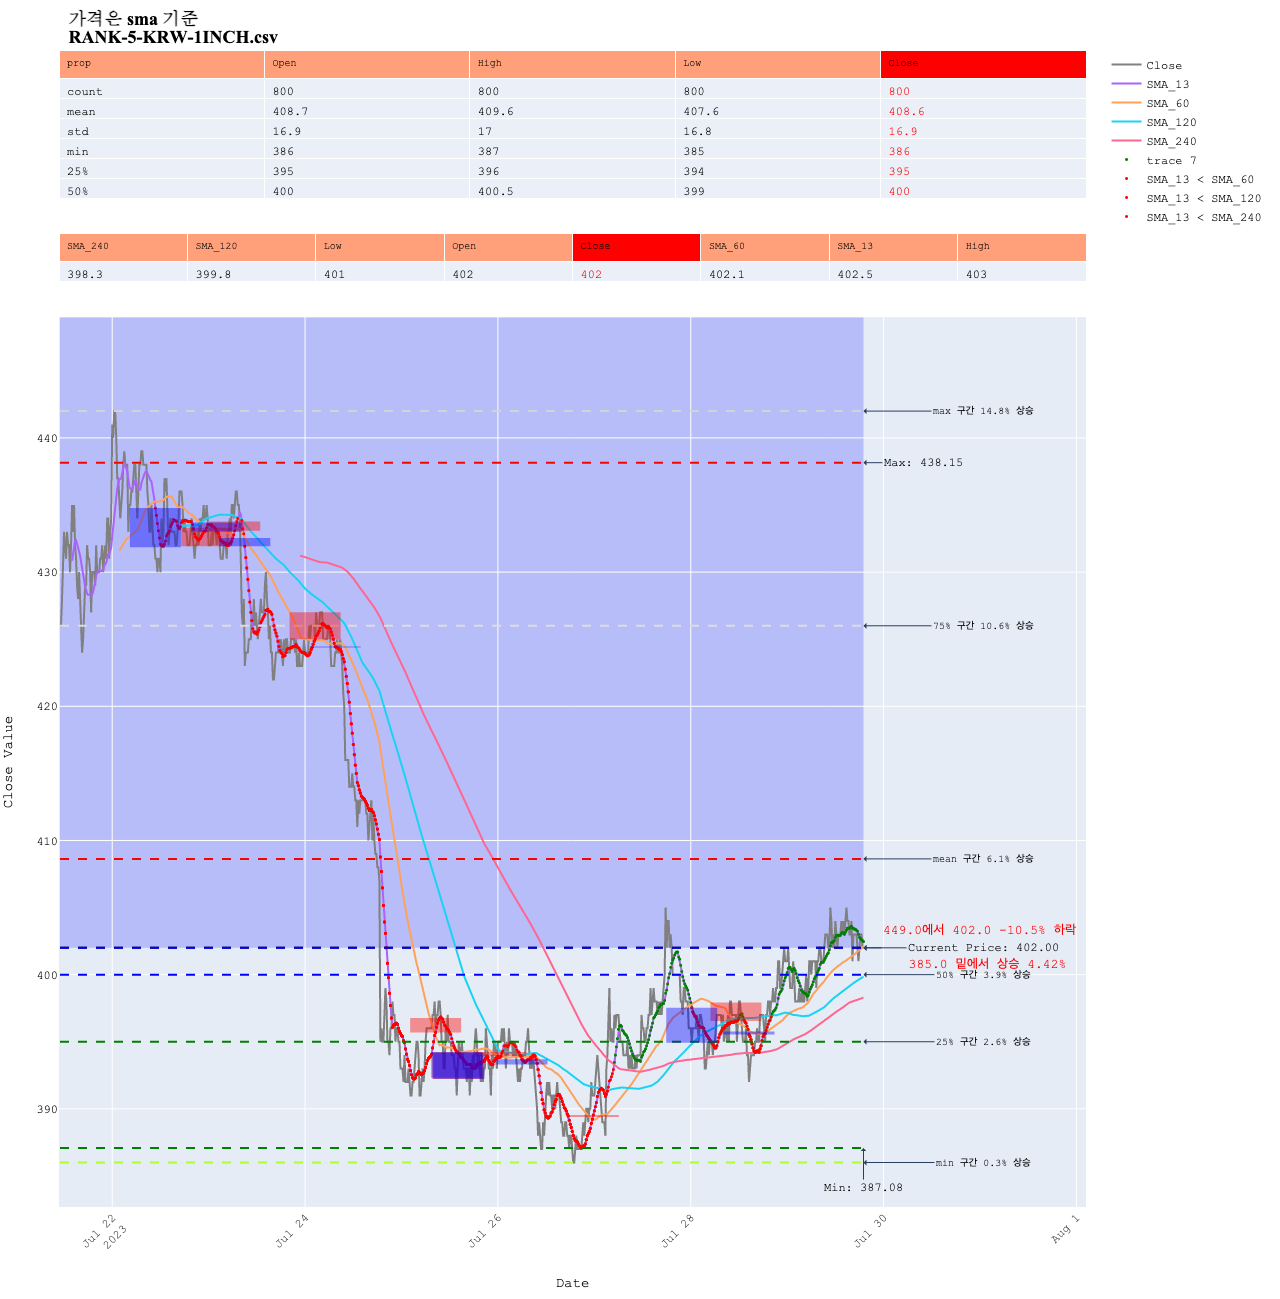 가격은 sma 기준
RANK-5-KRW-1INCH.csv
prop Open High Low Close
count 800 800 800 800
mean 408.7 409.6 407.6 408.6
std 16.9 17 16.8 16.9
min 386 387 385 386
25% 395 396 394 395
50% 400 400.5 399 400
SMA_240 SMA_120 Low Open Close SMA_60 SMA_13 High
398.3 399.8 401 402 402 402.1 402.5 403
Close
SMA_13
SMA_60
SMA_120
SMA_240
trace 7
SMA_13 < SMA_60
SMA_13 < SMA_120
SMA_13 < SMA_240
max 구간 14.8% 상승
Max: 438.15
75% 구간 10.6% 상승
mean 구간 6.1% 상승
449.0에서 402.0 -10.5% 하락
Current Price: 402.00
385.0 밑에서 상승 4.42%
50% 구간 3.9% 상승
25% 구간 2.6% 상승
min 구간 0.3% 상승
Min: 387.08
440
430
420
410
400
390
Close Value
Jul 22
2023
Jul 24
Jul 26
Jul 28
Jul 30
Aug 1
Date